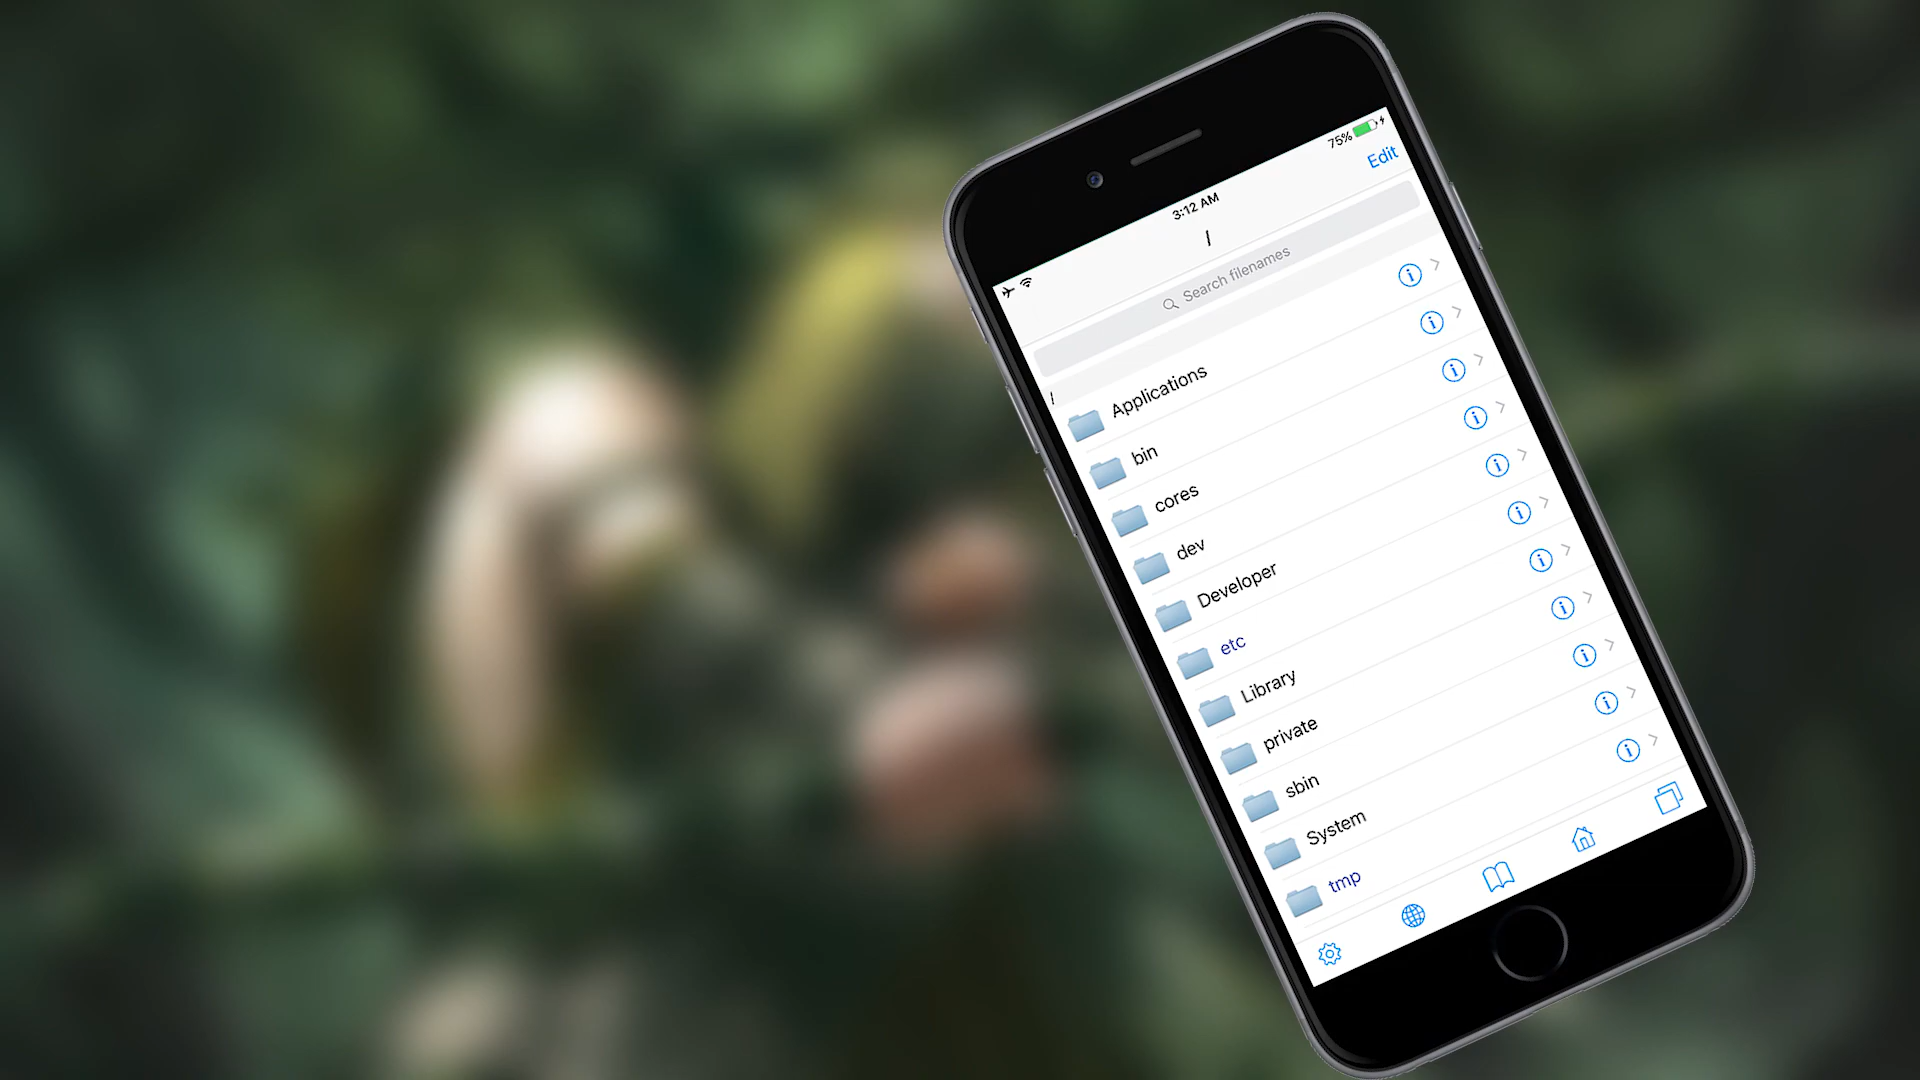 75%
3:12 AM
Edit
/
Search filenames
/
Applications
bin
cores
dev
Developer
etc
Library
private
sbin
System
tmp